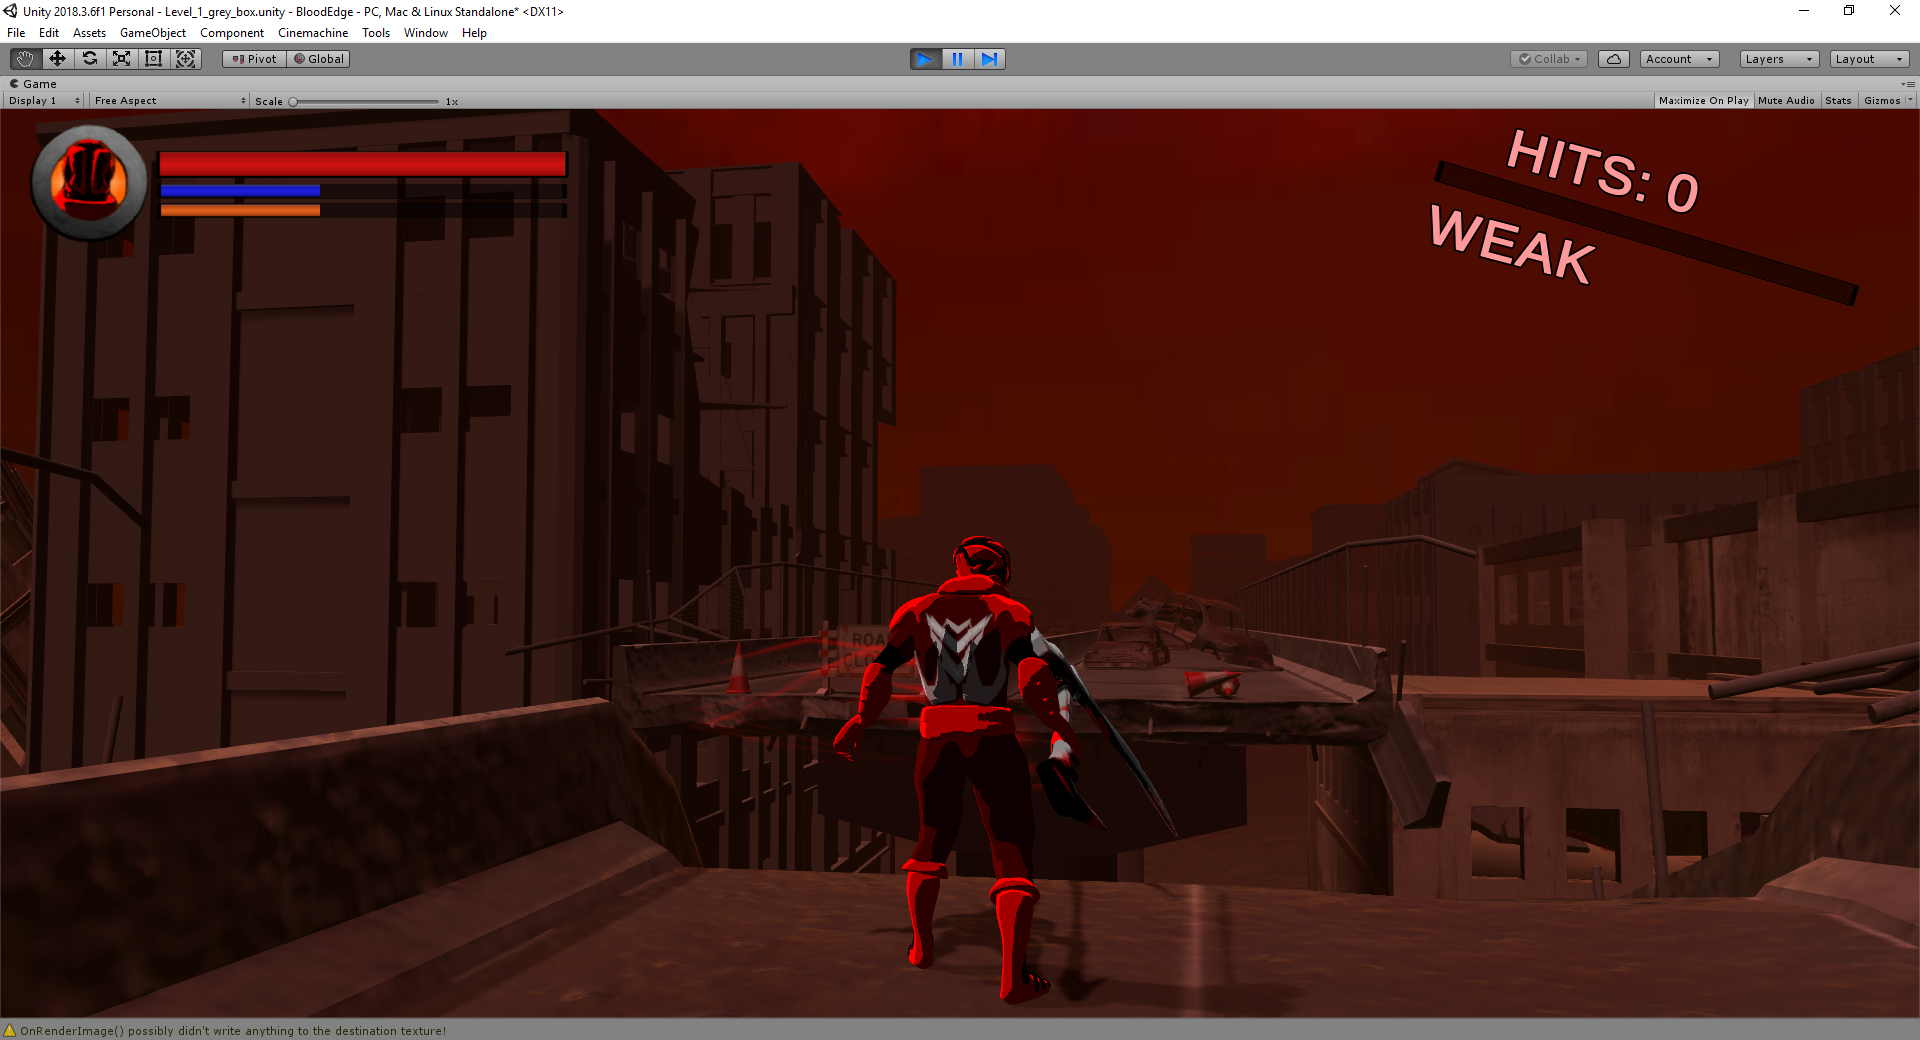 Unity 2018.3.6f1 Personal - Level_1_grey_box.unity - BloodEdge - PC, Mac & Linux Standalone* <DX11>
File Edit Assets GameObject Component Cinemachine Tools Window Help
Pivot Global Collab Account Layers Layout
Game
Display 1 Free Aspect Scale 1x Maximize On Play Mute Audio Stats Gizmos
HITS: 0
WEAK
ROA
CLO
OnRenderImage() possibly didn't write anything to the destination texture!